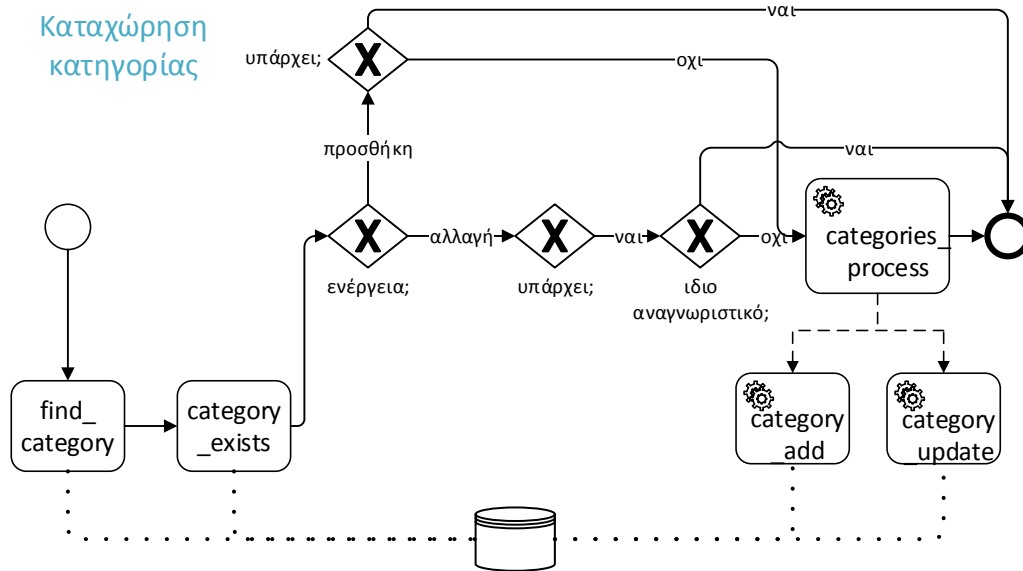 Καταχώρηση
κατηγορίας
υπάρχει;
ναι
οχι
προσθήκη
ναι
αλλαγή
ναι
όχι
ενέργεια;
υπάρχει;
ιδιο
αναγνωριστικό;
categories_
process
find_
category
category
_exists
category
_add
category
_update